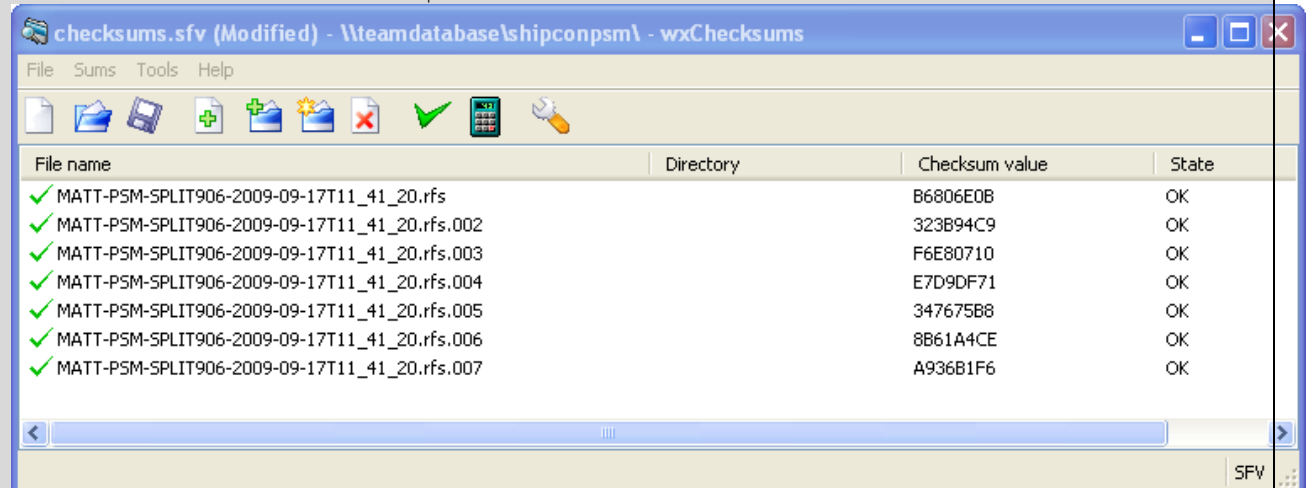 checksums.sfv (Modified) - \\teamdatabase\shipconpsm\ - wxChecksums
File Sums Tools Help
File name Directory Checksum value State
MATT-PSM-SPLIT906-2009-09-17T11_41_20.rfs B6806E0B OK
MATT-PSM-SPLIT906-2009-09-17T11_41_20.rfs.002 323B94C9 OK
MATT-PSM-SPLIT906-2009-09-17T11_41_20.rfs.003 F6E80710 OK
MATT-PSM-SPLIT906-2009-09-17T11_41_20.rfs.004 E7D9DF71 OK
MATT-PSM-SPLIT906-2009-09-17T11_41_20.rfs.005 347675B8 OK
MATT-PSM-SPLIT906-2009-09-17T11_41_20.rfs.006 8B61A4CE OK
MATT-PSM-SPLIT906-2009-09-17T11_41_20.rfs.007 A936B1F6 OK
SFV